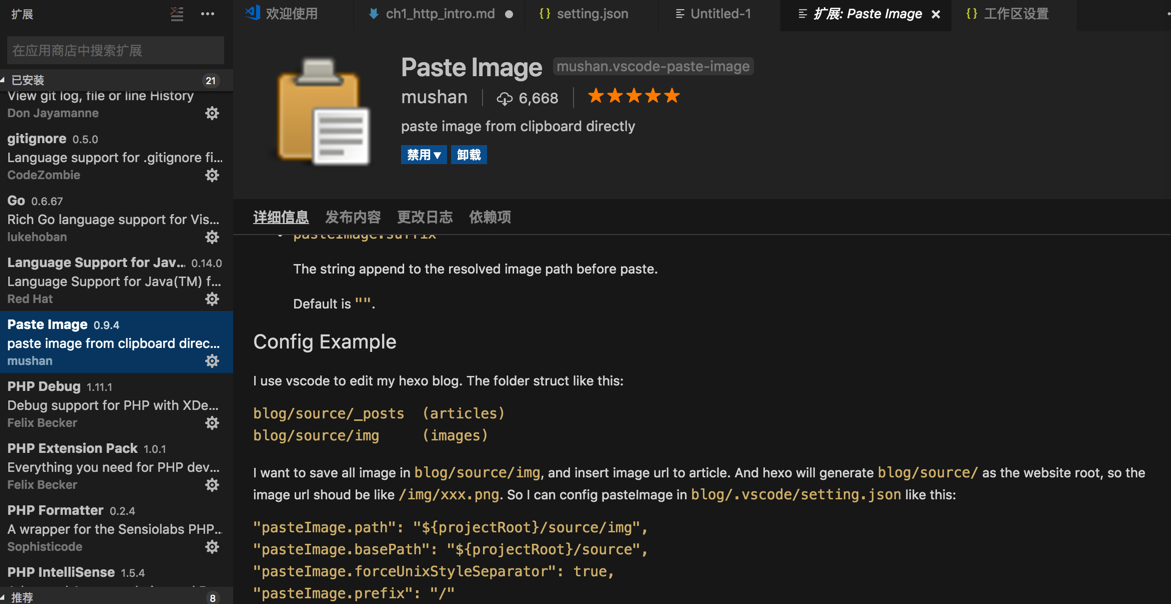 扩展
欢迎使用
ch1_http_intro.md
{} setting.json
Untitled-1
扩展: Paste Image
{} 工作区设置
在应用商店中搜索扩展
已安装 21
View git log, file or line History
Don Jayamanne
gitignore 0.5.0
Language support for .gitignore fi...
CodeZombie
Go 0.6.67
Rich Go language support for Vis...
lukehoban
Language Support for Jav... 0.14.0
Language Support for Java(TM) f...
Red Hat
Paste Image 0.9.4
paste image from clipboard direc...
mushan
PHP Debug 1.11.1
Debug support for PHP with XDe...
Felix Becker
PHP Extension Pack 1.0.1
Everything you need for PHP dev...
Felix Becker
PHP Formatter 0.2.4
A wrapper for the Sensiolabs PHP...
Sophisticode
PHP IntelliSense 1.5.4
推荐 8
Paste Image mushan.vscode-paste-image
mushan 6,668
paste image from clipboard directly
禁用 卸载
详细信息 发布内容 更改日志 依赖项
pasteImage.suffix
The string append to the resolved image path before paste.
Default is "".
Config Example
I use vscode to edit my hexo blog. The folder struct like this:
blog/source/_posts (articles)
blog/source/img (images)
I want to save all image in blog/source/img, and insert image url to article. And hexo will generate blog/source/ as the website root, so the
image url shoud be like /img/xxx.png. So I can config pasteImage in blog/.vscode/setting.json like this:
"pasteImage.path": "${projectRoot}/source/img",
"pasteImage.basePath": "${projectRoot}/source",
"pasteImage.forceUnixStyleSeparator": true,
"pasteImage.prefix": "/"